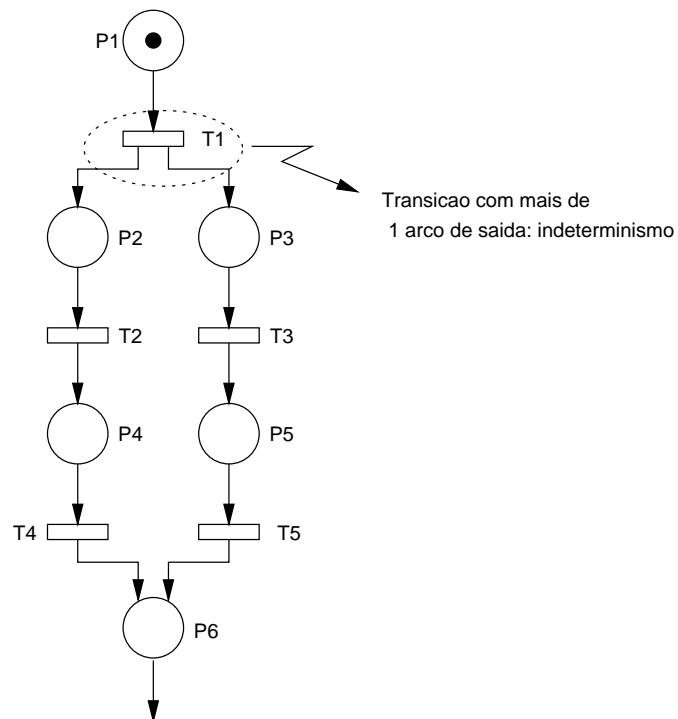 P1
T1
Transicao com mais de
1 arco de saida: indeterminismo
P2
P3
T2
T3
P4
P5
T4
T5
P6